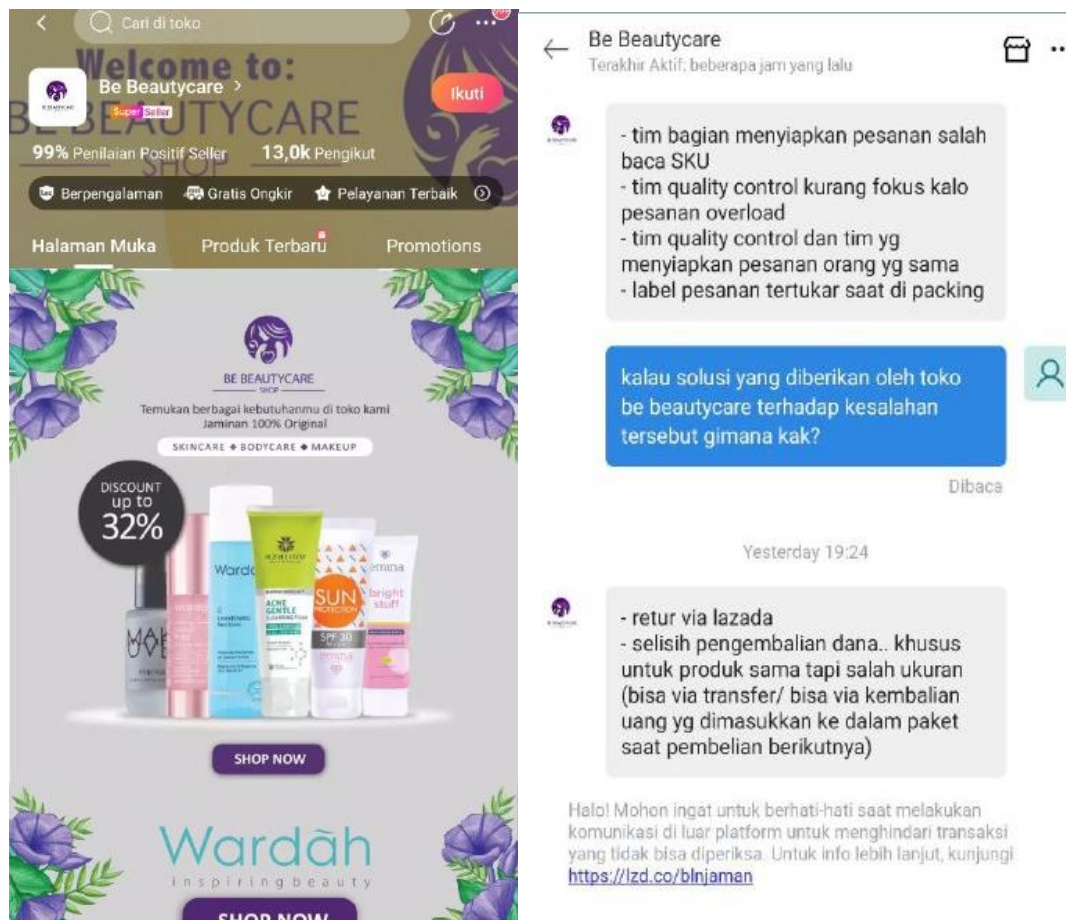 Cari di toko
Welcome to:
BE BEAUTYCARE
SHOP
Be Beautycare >
Super Seller
Ikuti
99% Penilaian Positif Seller 13,0k Pengikut
Berpengalaman Gratis Ongkir Pelayanan Terbaik
Halaman Muka Produk Terbaru Promotions
BE BEAUTYCARE
SHOP
Temukan berbagai kebutuhanmu di toko kami
Jaminan 100% Original
SKINCARE ◆ BODYCARE ◆ MAKEUP
DISCOUNT
up to
32%
Wardah
ACNE
GENTLE
SUN
PROTECTION
SPF 30
emina
bright
stuff
SHOP NOW
Wardàh
inspiring beauty
SHOP NOW
Be Beautycare
Terakhir Aktif: beberapa jam yang lalu
- tim bagian menyiapkan pesanan salah
baca SKU
- tim quality control kurang fokus kalo
pesanan overload
- tim quality control dan tim yg
menyiapkan pesanan orang yg sama
- label pesanan tertukar saat di packing
kalau solusi yang diberikan oleh toko
be beautycare terhadap kesalahan
tersebut gimana kak?
Dibaca
Yesterday 19:24
- retur via lazada
- selisih pengembalian dana.. khusus
untuk produk sama tapi salah ukuran
(bisa via transfer/ bisa via kembalian
uang yg dimasukkan ke dalam paket
saat pembelian berikutnya)
Halo! Mohon ingat untuk berhati-hati saat melakukan
komunikasi di luar platform untuk menghindari transaksi
yang tidak bisa diperiksa. Untuk info lebih lanjut, kunjungi
https://lzd.co/blnjaman